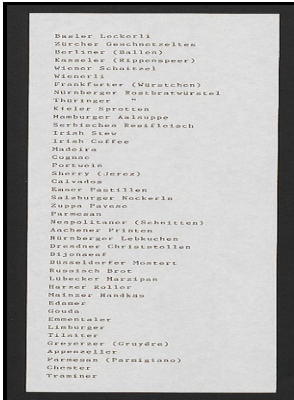 Basler Leckerli
Zürcher Geschnetzeltes
Berliner (Ballen)
Kasseler (Rippenspeer)
Wiener Schnitzel
Wienerli
Frankfurter (Würstchen)
Nürnberger Rostbratwürstel
Thüringer "
Kieler Sprotten
Hamburger Aalsuppe
Serbisches Reisfleisch
Irish Stew
Irish Coffee
Madeira
Cognac
Portwein
Sherry (Jerez)
Calvados
Emser Pastillen
Salzburger Nockerln
Zuppa Pavese
Parmesan
Neapolitaner (Schnitten)
Aachener Printen
Nürnberger Lebkuchen
Dresdner Christstollen
Dijonsenf
Düsseldorfer Mostert
Russisch Brot
Lübecker Marzipan
Harzer Roller
Mainzer Handkäs
Edamer
Gouda
Emmentaler
Limburger
Tilsiter
Greyerzer (Gruyère)
Appenzeller
Parmesan (Parmigiano)
Chester
Traminer